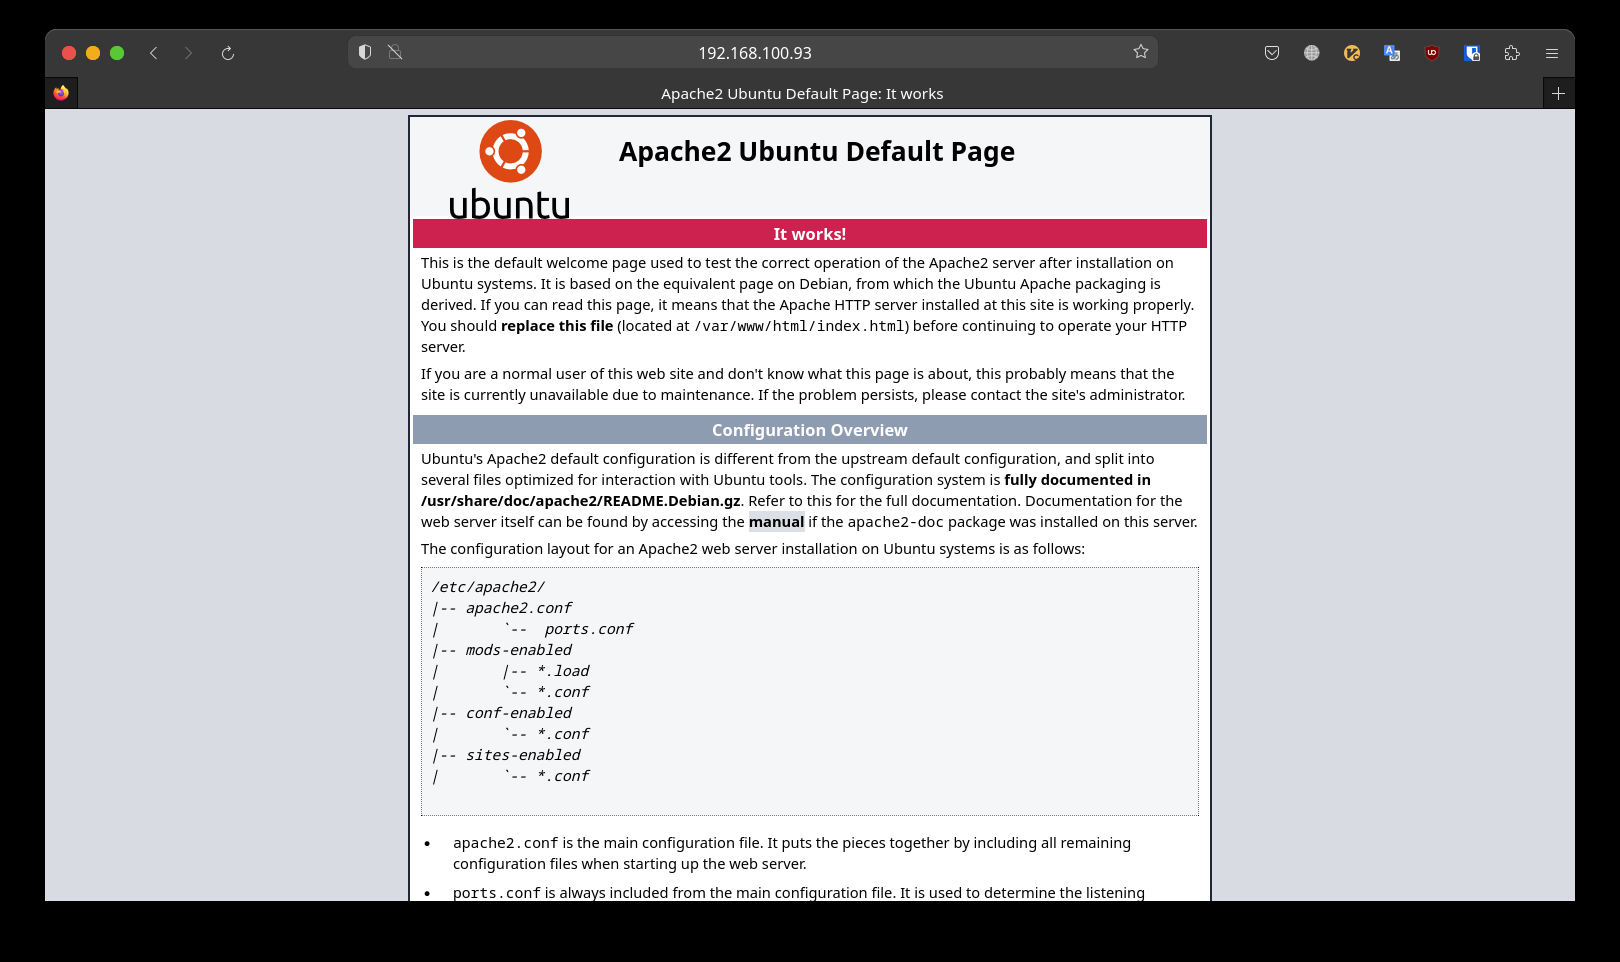 192.168.100.93
Apache2 Ubuntu Default Page: It works
ubuntu
Apache2 Ubuntu Default Page
It works!
This is the default welcome page used to test the correct operation of the Apache2 server after installation on
Ubuntu systems. It is based on the equivalent page on Debian, from which the Ubuntu Apache packaging is
derived. If you can read this page, it means that the Apache HTTP server installed at this site is working properly.
You should replace this file (located at /var/www/html/index.html) before continuing to operate your HTTP
server.
If you are a normal user of this web site and don't know what this page is about, this probably means that the
site is currently unavailable due to maintenance. If the problem persists, please contact the site's administrator.
Configuration Overview
Ubuntu's Apache2 default configuration is different from the upstream default configuration, and split into
several files optimized for interaction with Ubuntu tools. The configuration system is fully documented in
/usr/share/doc/apache2/README.Debian.gz. Refer to this for the full documentation. Documentation for the
web server itself can be found by accessing the manual if the apache2-doc package was installed on this server.
The configuration layout for an Apache2 web server installation on Ubuntu systems is as follows:
/etc/apache2/
|-- apache2.conf
|       `--  ports.conf
|-- mods-enabled
|       |-- *.load
|       `-- *.conf
|-- conf-enabled
|       `-- *.conf
|-- sites-enabled
|       `-- *.conf
• apache2.conf is the main configuration file. It puts the pieces together by including all remaining
configuration files when starting up the web server.
• ports.conf is always included from the main configuration file. It is used to determine the listening